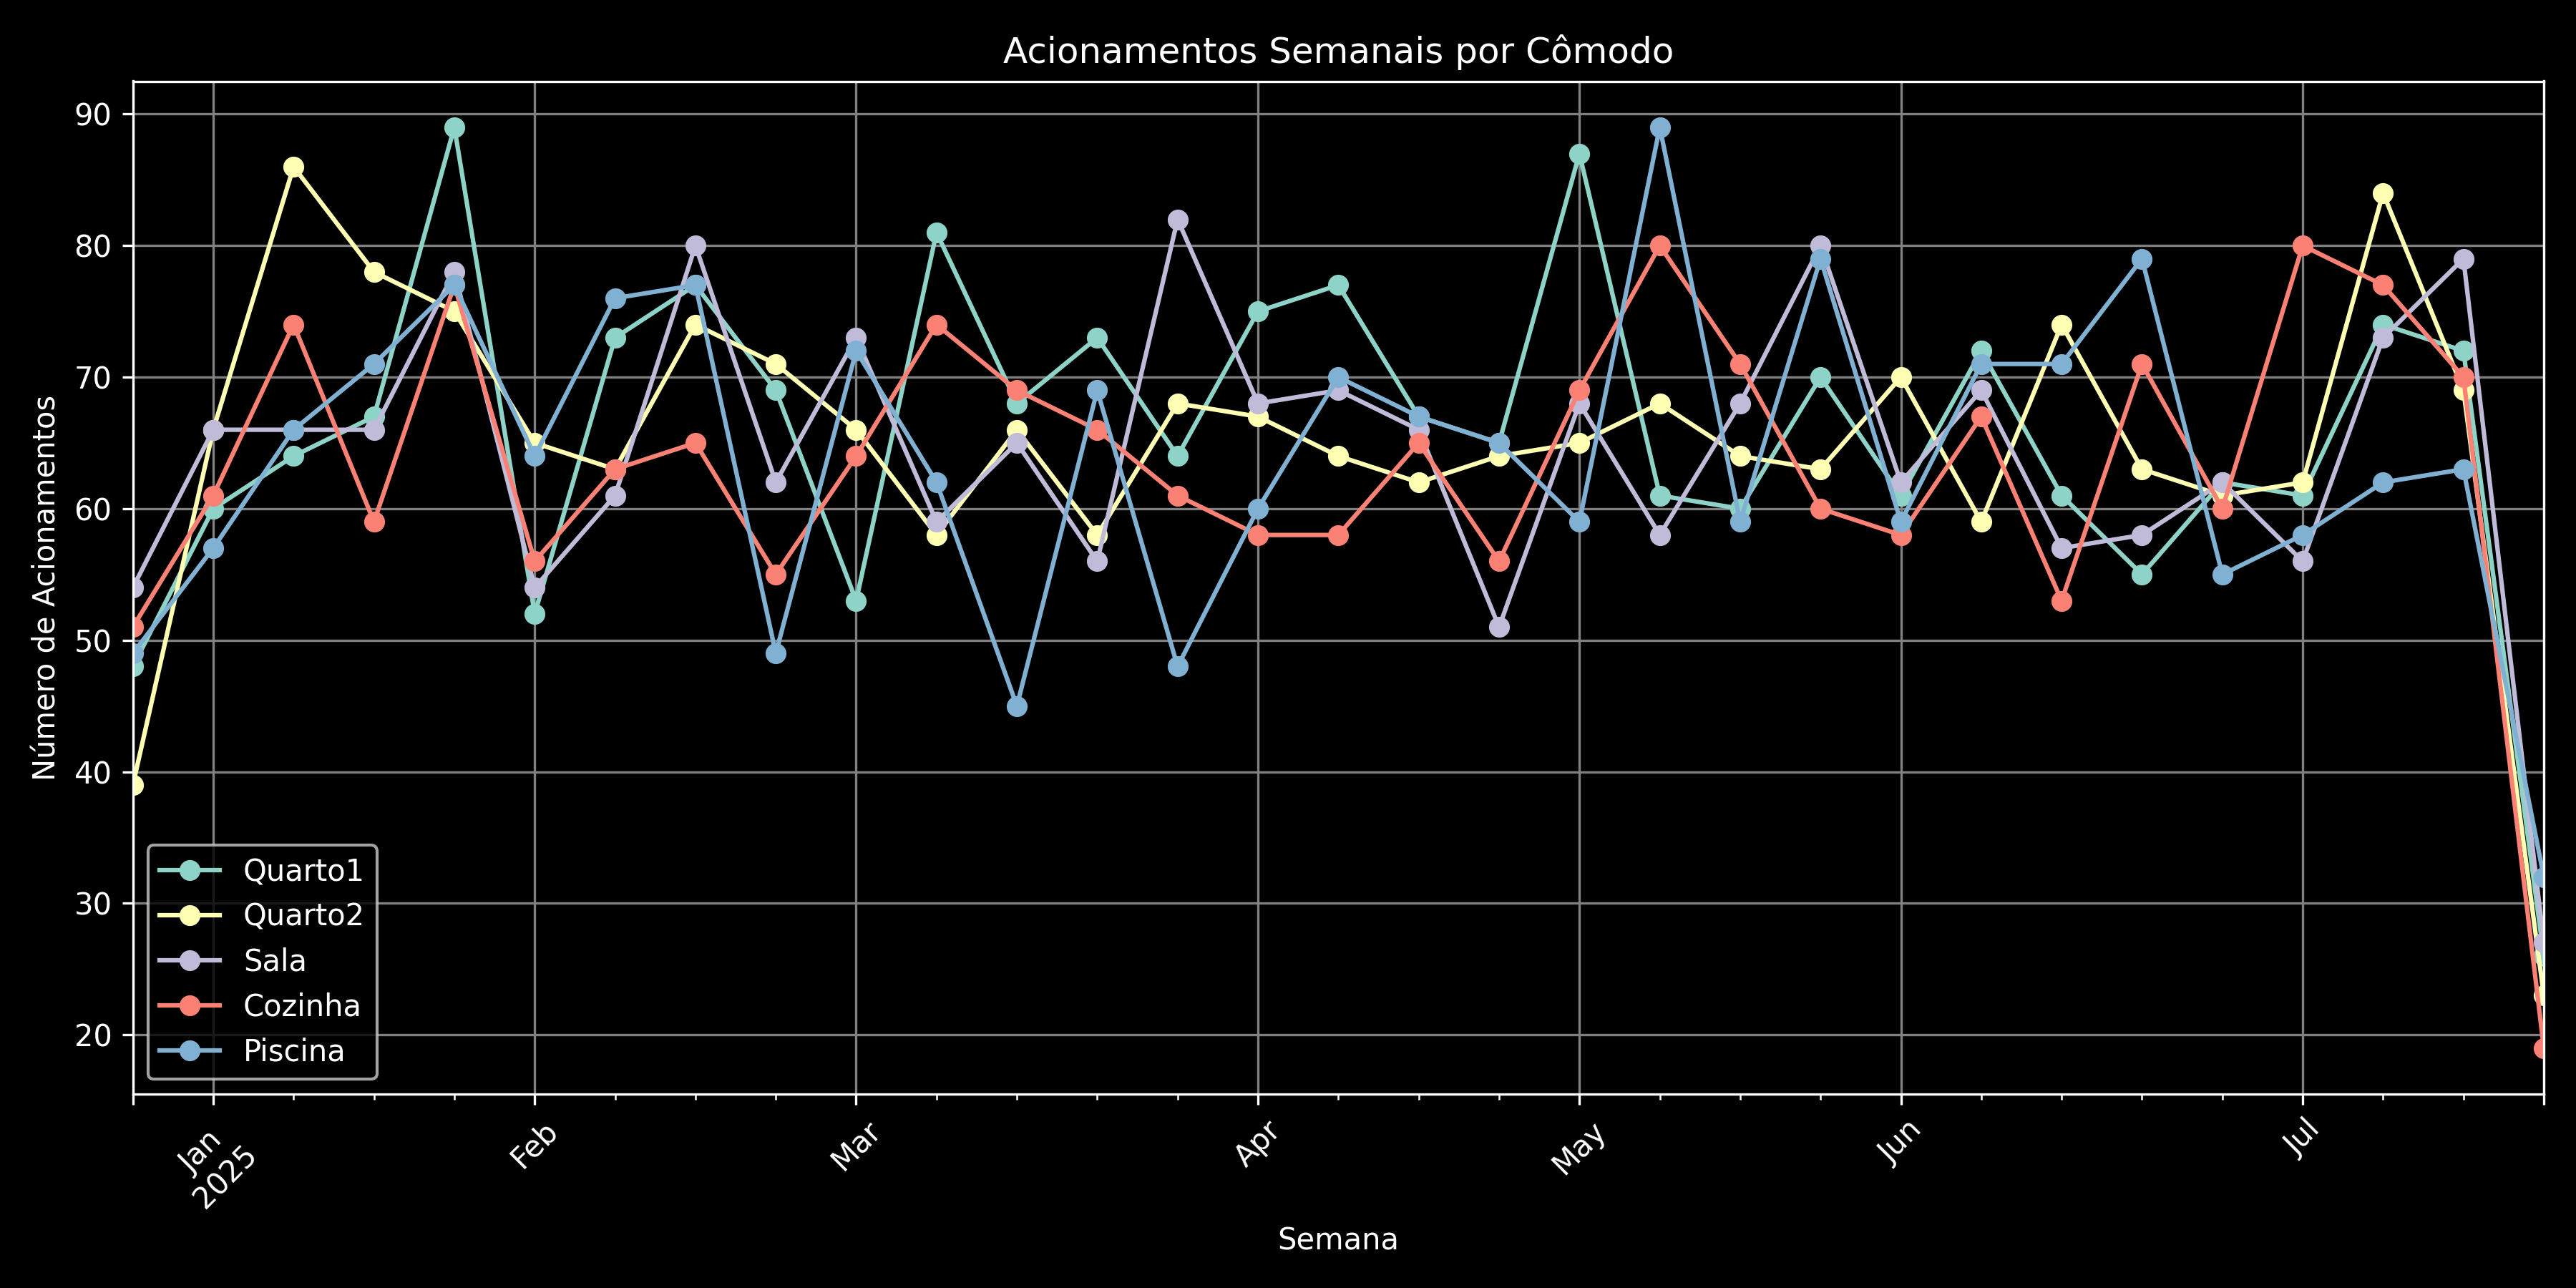 Acionamentos Semanais por Cômodo
Número de Acionamentos
90
80
70
60
50
40
30
20
Quarto1
Quarto2
Sala
Cozinha
Piscina
Jan
2025
Feb
Mar
Apr
May
Jun
Jul
Semana